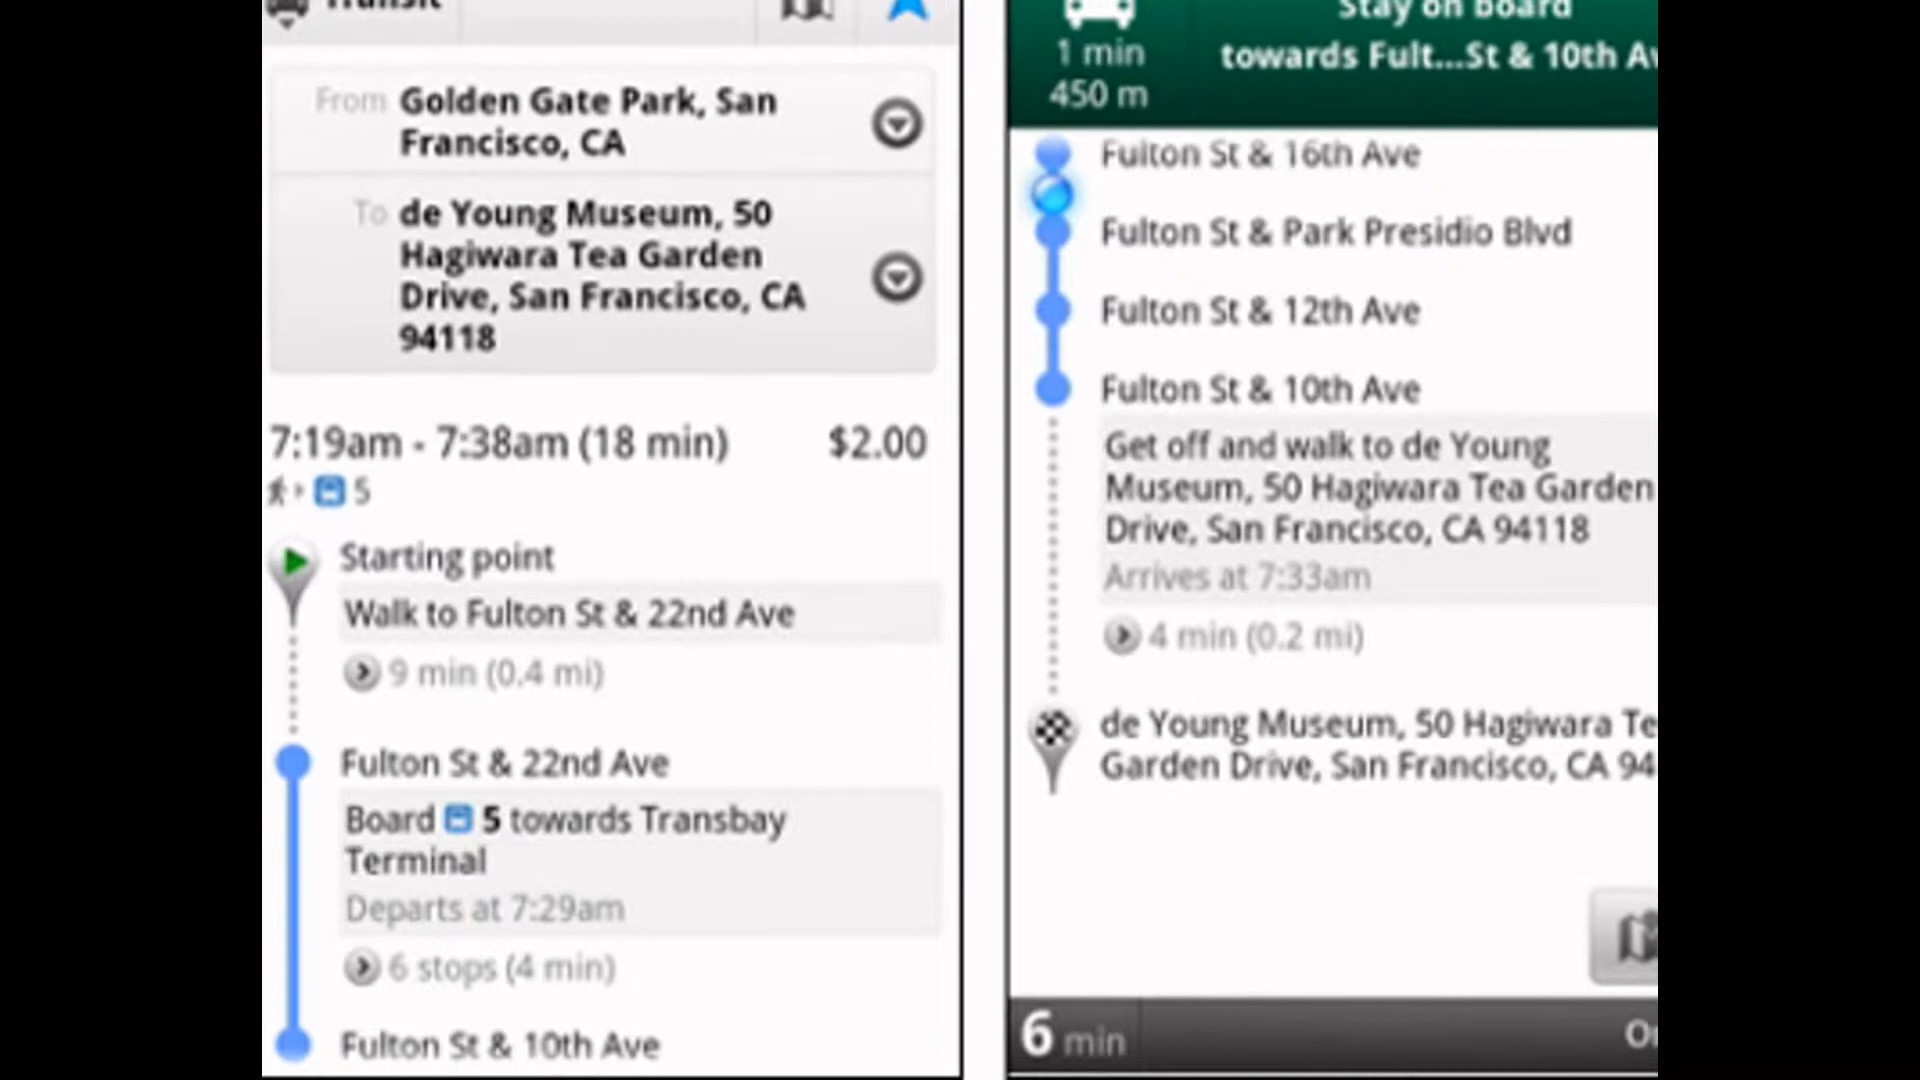 Transit
From Golden Gate Park, San
Francisco, CA
To de Young Museum, 50
Hagiwara Tea Garden
Drive, San Francisco, CA
94118
7:19am - 7:38am (18 min) $2.00
5
Starting point
Walk to Fulton St & 22nd Ave
9 min (0.4 mi)
Fulton St & 22nd Ave
Board 5 towards Transbay
Terminal
Departs at 7:29am
6 stops (4 min)
Fulton St & 10th Ave
Stay on Board
1 min
towards Fult...St & 10th Av
450 m
Fulton St & 16th Ave
Fulton St & Park Presidio Blvd
Fulton St & 12th Ave
Fulton St & 10th Ave
Get off and walk to de Young
Museum, 50 Hagiwara Tea Garden
Drive, San Francisco, CA 94118
Arrives at 7:33am
4 min (0.2 mi)
de Young Museum, 50 Hagiwara Te
Garden Drive, San Francisco, CA 94
6 min